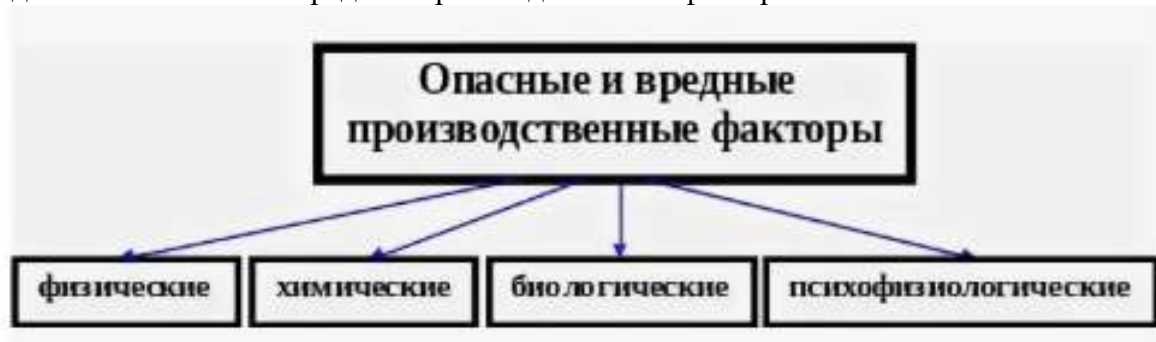 Опасные и вредные
производственные факторы
физические
химические
биологические
психофизиологические